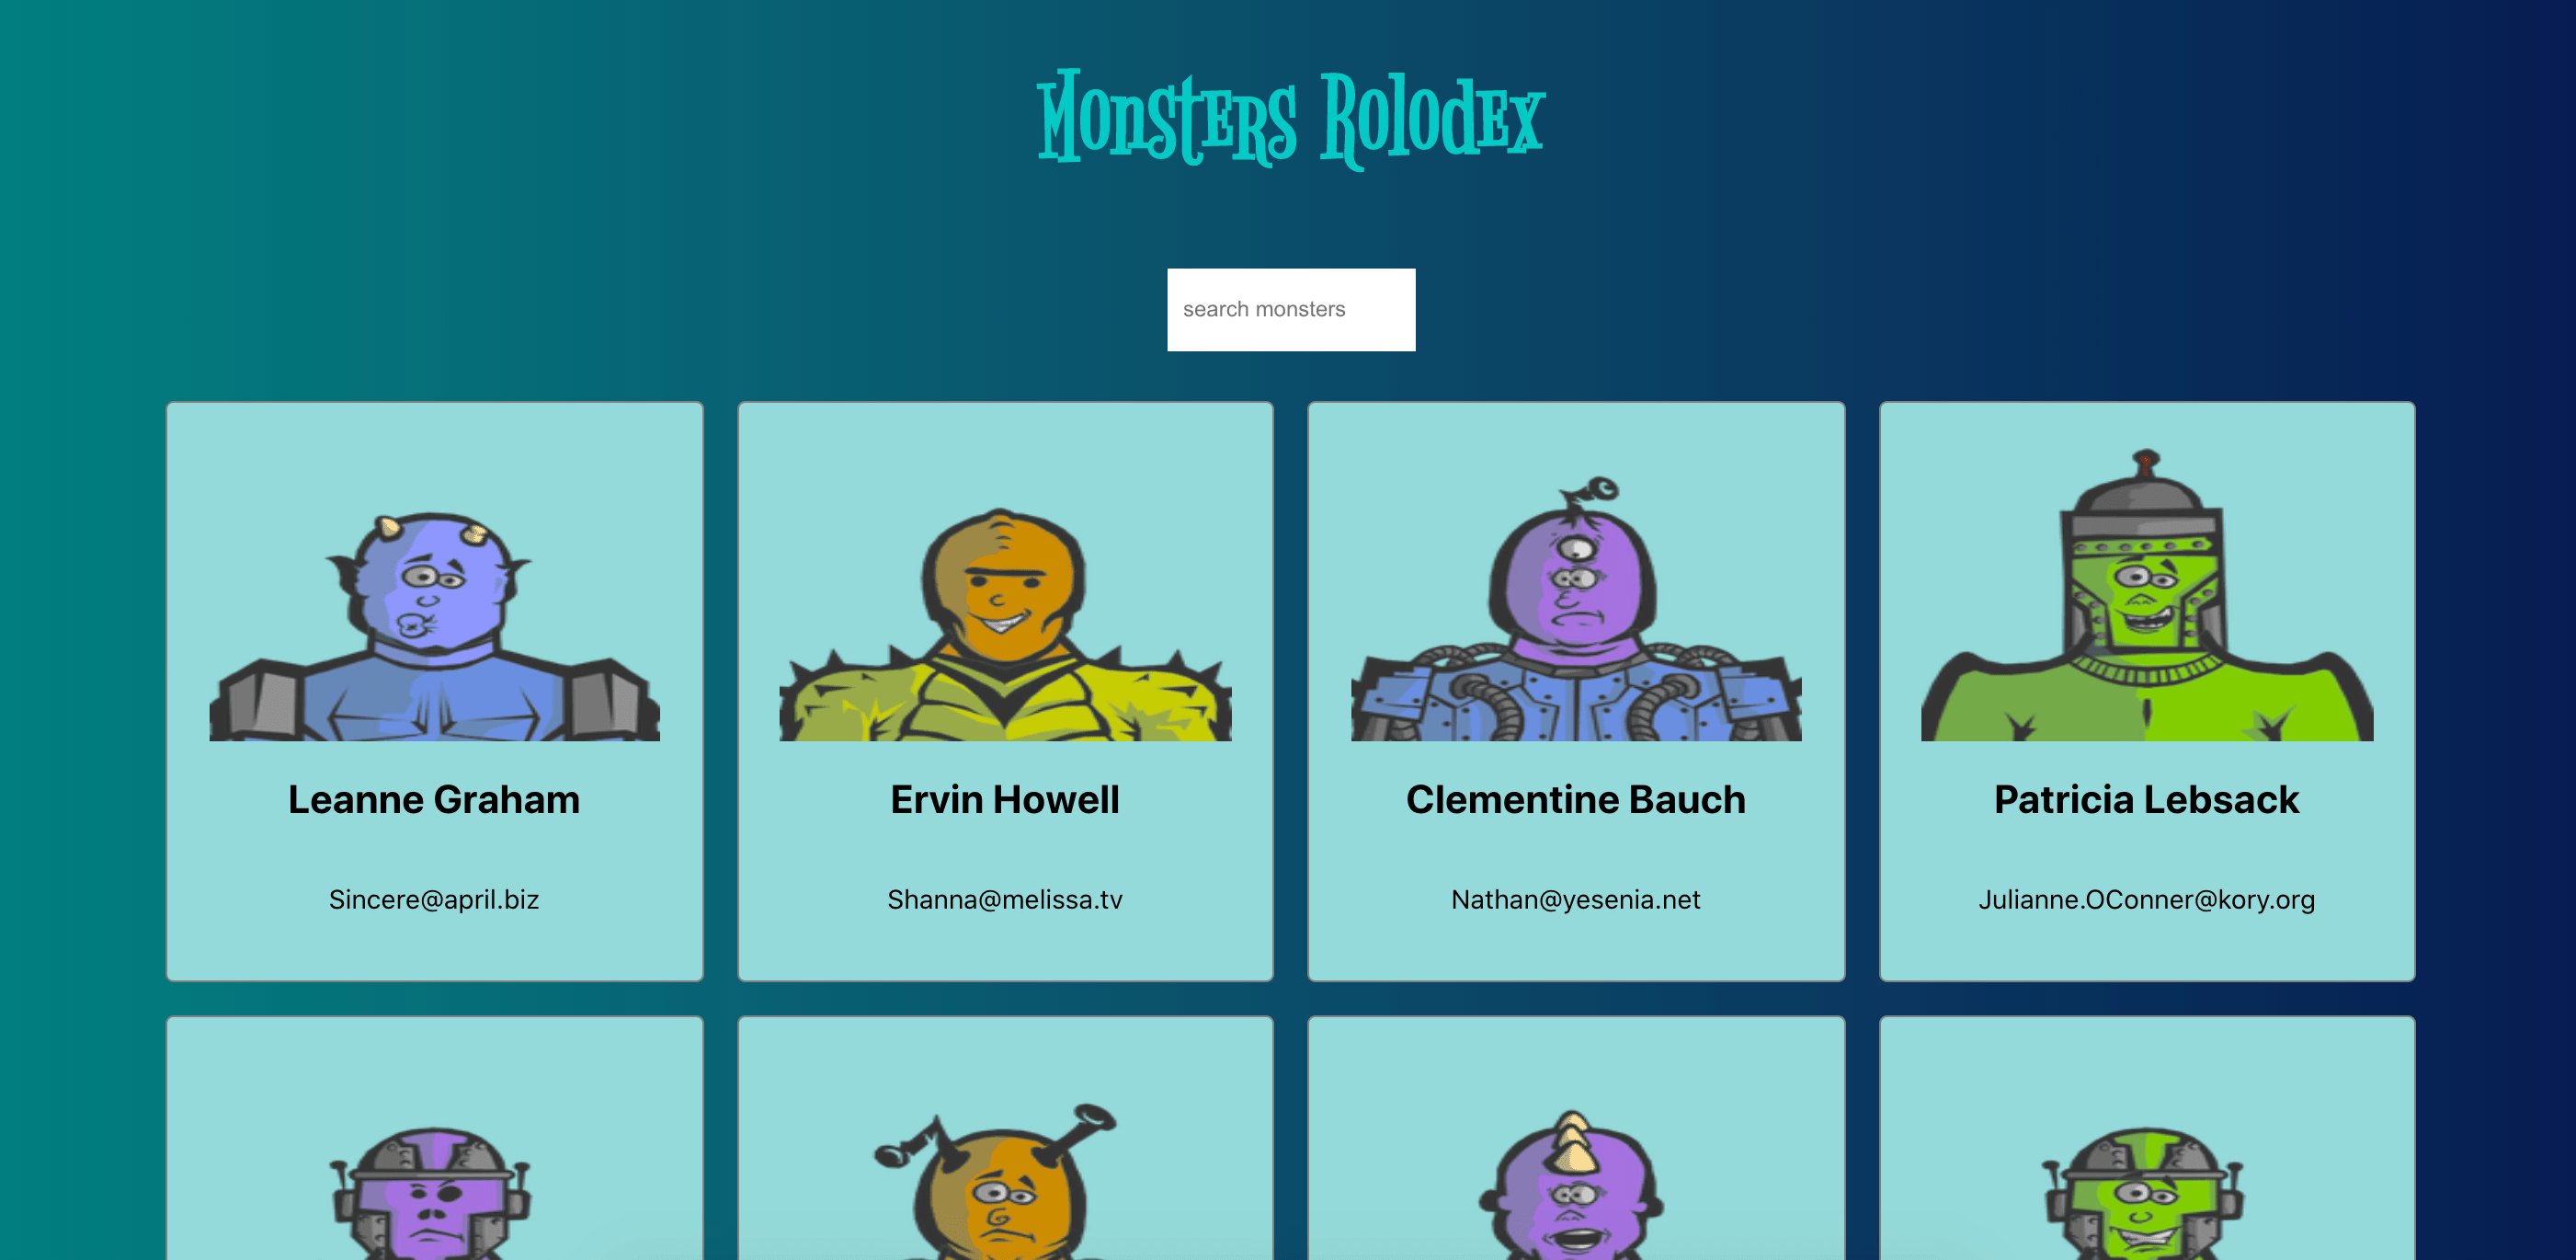 Monsters Rolodex
search monsters
Leanne Graham
Ervin Howell
Clementine Bauch
Patricia Lebsack
Sincere@april.biz
Shanna@melissa.tv
Nathan@yesenia.net
Julianne.OConner@kory.org